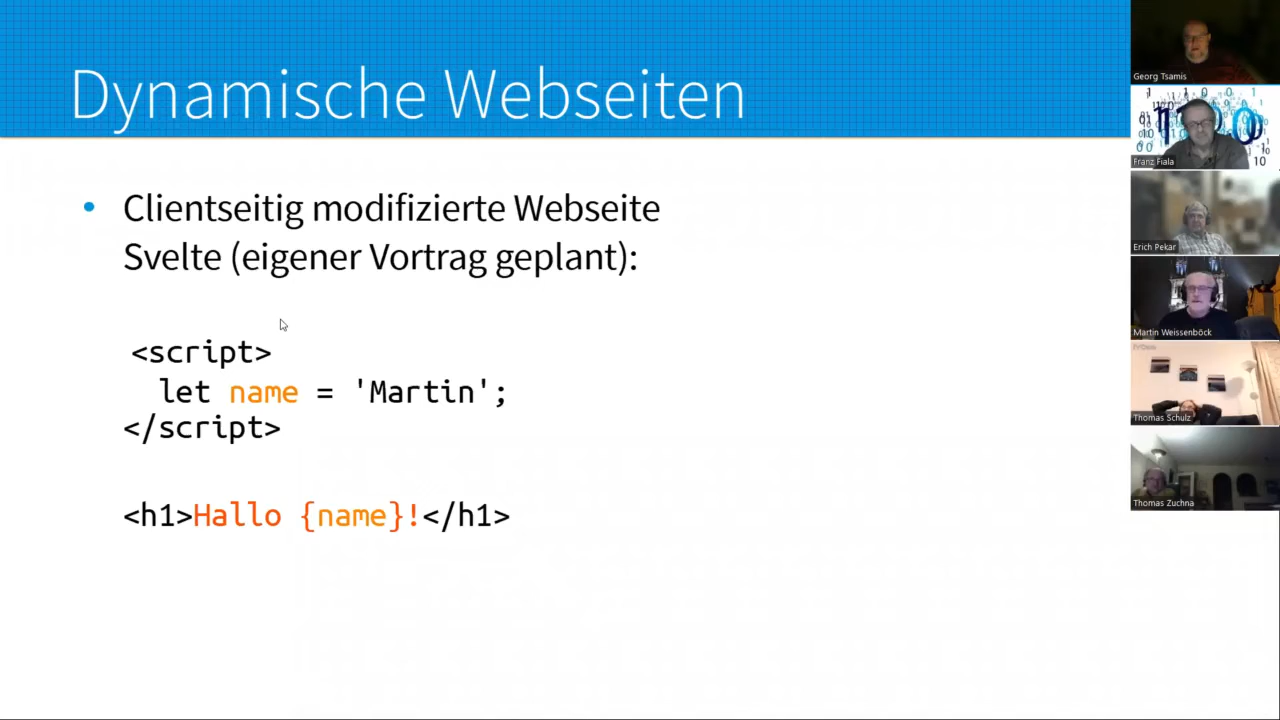 Dynamische Webseiten
• Clientseitig modifizierte Webseite
Svelte (eigener Vortrag geplant):
<script>
let name = 'Martin';
</script>
<h1>Hallo {name}!</h1>
Georg Tsamis
Franz Fiala
Erich Pekar
Martin Weissenböck
Thomas Schulz
Thomas Zuchna